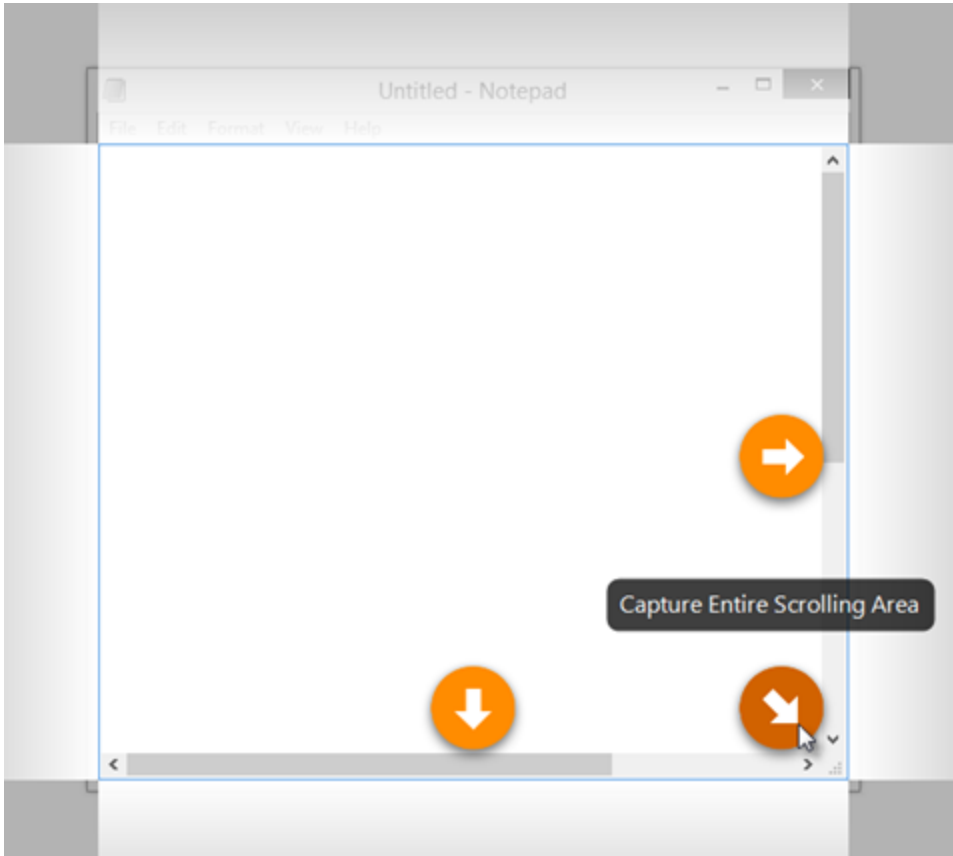 Untitled - Notepad
File Edit Format View Help
Capture Entire Scrolling Area